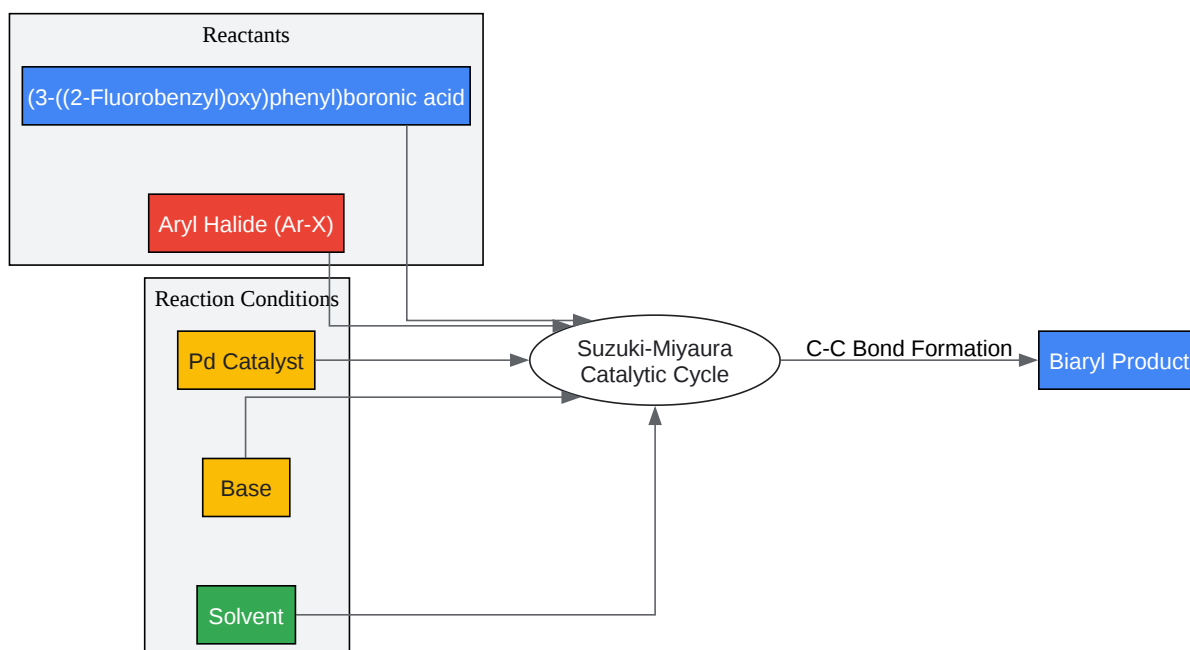 Reactants
(3-((2-Fluorobenzyl)oxy)phenyl)boronic acid
Aryl Halide (Ar-X)
Reaction Conditions
Pd Catalyst
Base
Solvent
Suzuki-Miyaura
Catalytic Cycle
C-C Bond Formation
Biaryl Product